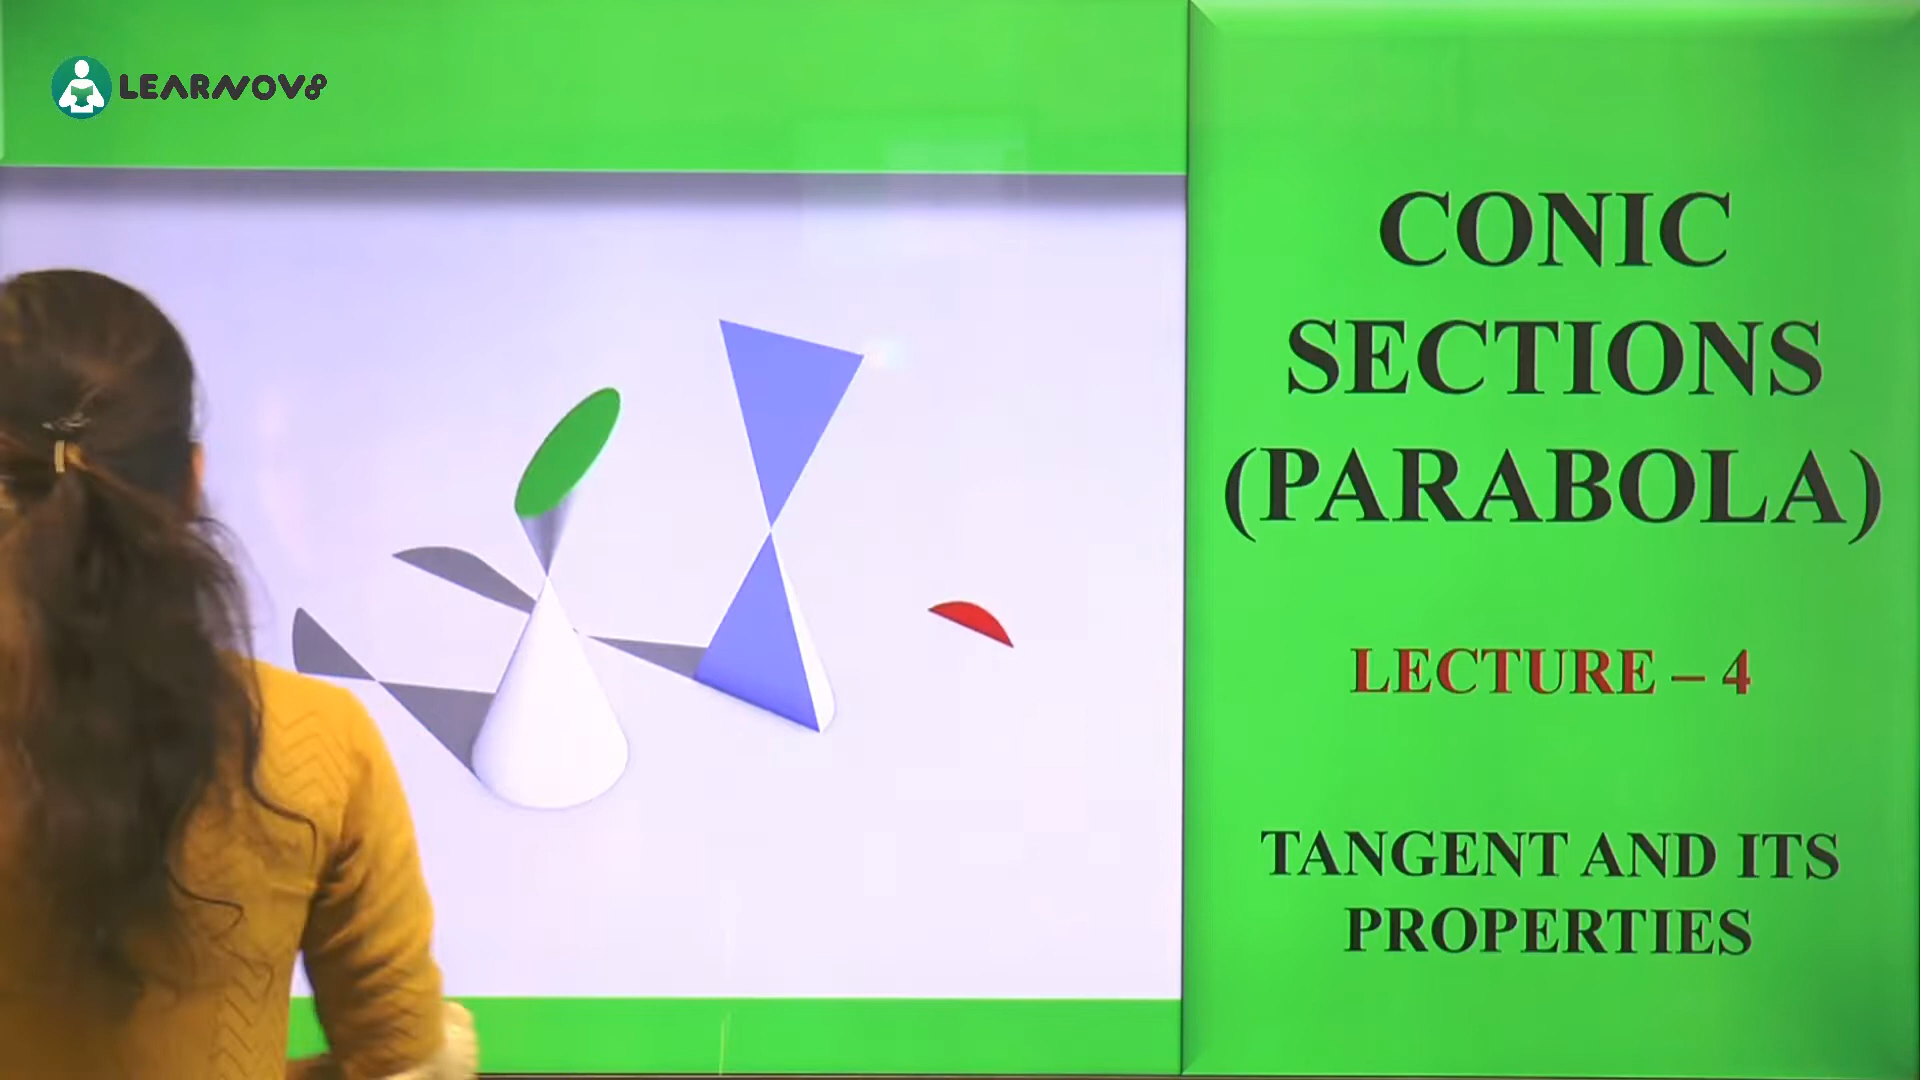 LEARNOV8
CONIC
SECTIONS
(PARABOLA)
LECTURE – 4
TANGENT AND ITS
PROPERTIES